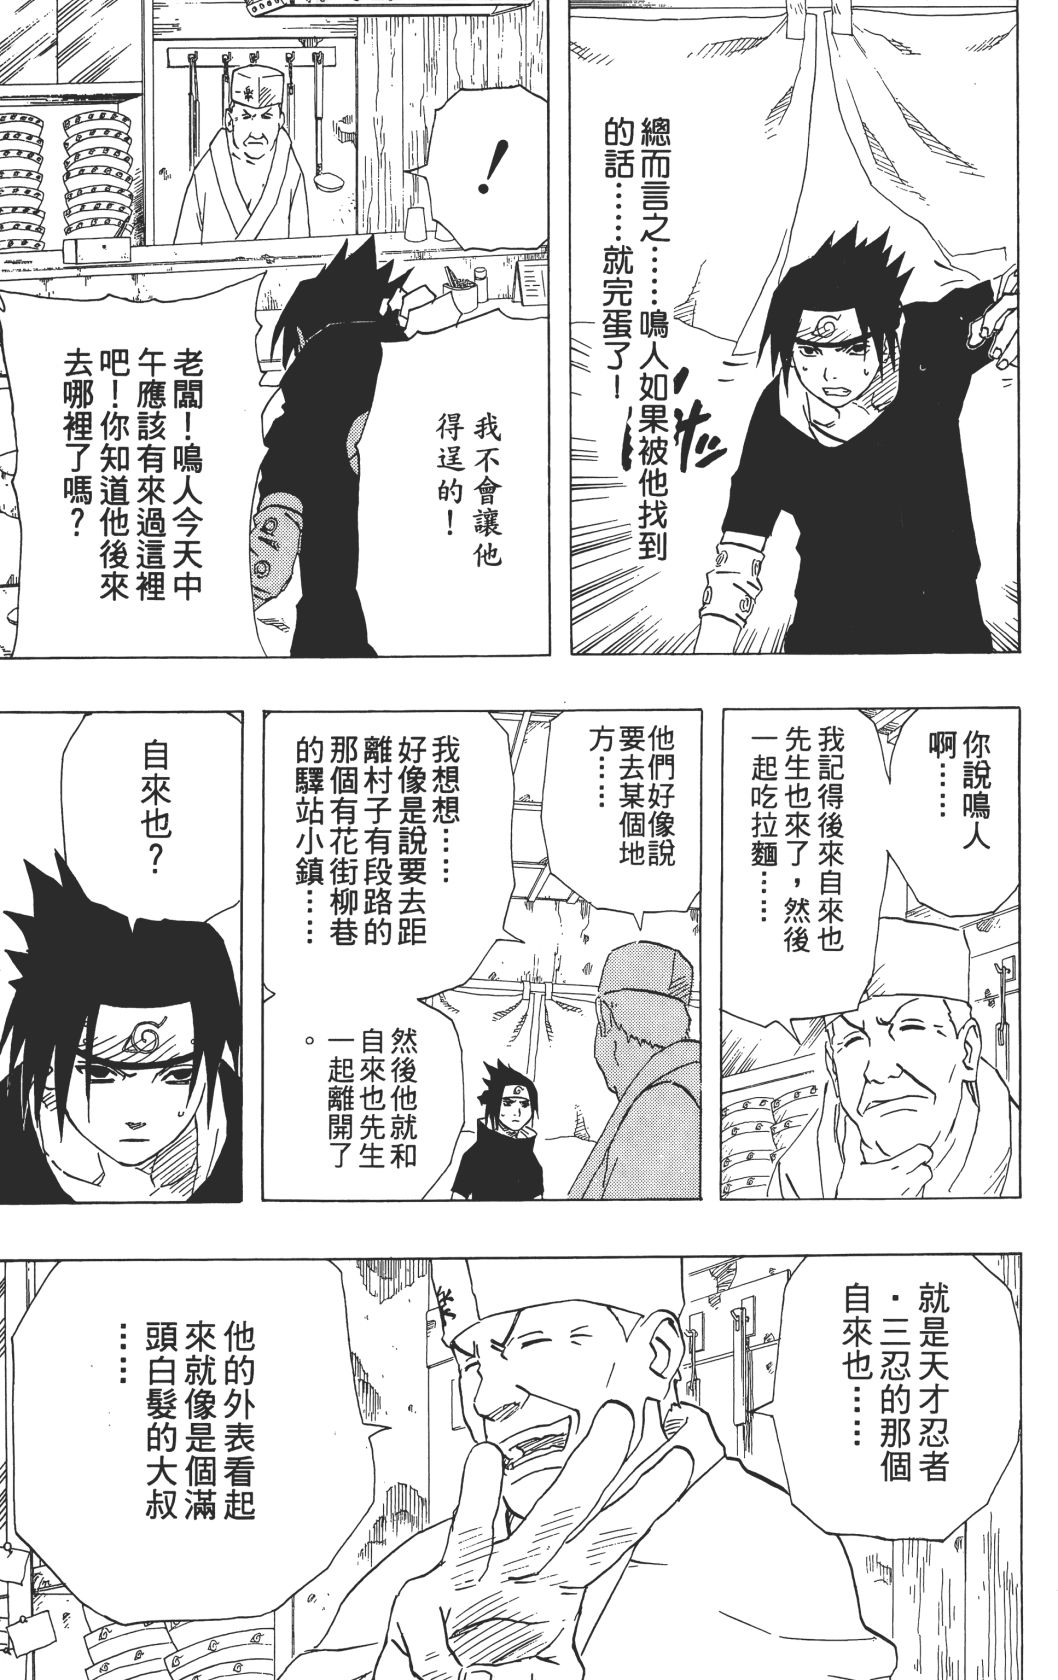 總而言之……鳴人如果被他找到
的話……就完蛋了！
！
我不會讓他
得逞的！
老闆！鳴人今天中
午應該有來過這裡
吧！你知道他後來
去哪裡了嗎？
你說鳴人
啊……
我記得後來自來也
先生也來了，然後
一起吃拉麵……
他們好像說
要去某個地
方……
我想想……
好像是說要去距
離村子有段路的
那個有花街柳巷
的驛站小鎮……
然後他就和
自來也先生
一起離開了
。
自來也？
就是天才忍者
．三忍的那個
自來也……
他的外表看起
來就像是個滿
頭白髮的大叔
……